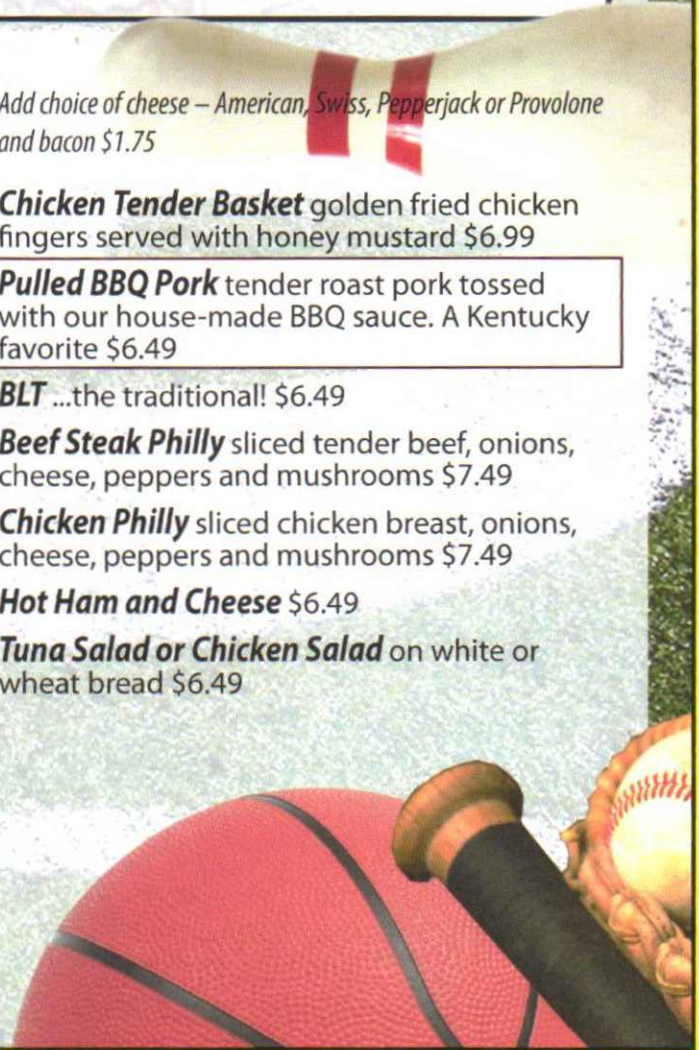 Add choice of cheese – American, Swiss, Pepperjack or Provolone
and bacon $1.75
Chicken Tender Basket golden fried chicken
fingers served with honey mustard $6.99
Pulled BBQ Pork tender roast pork tossed
with our house-made BBQ sauce. A Kentucky
favorite $6.49
BLT ...the traditional! $6.49
Beef Steak Philly sliced tender beef, onions,
cheese, peppers and mushrooms $7.49
Chicken Philly sliced chicken breast, onions,
cheese, peppers and mushrooms $7.49
Hot Ham and Cheese $6.49
Tuna Salad or Chicken Salad on white or
wheat bread $6.49